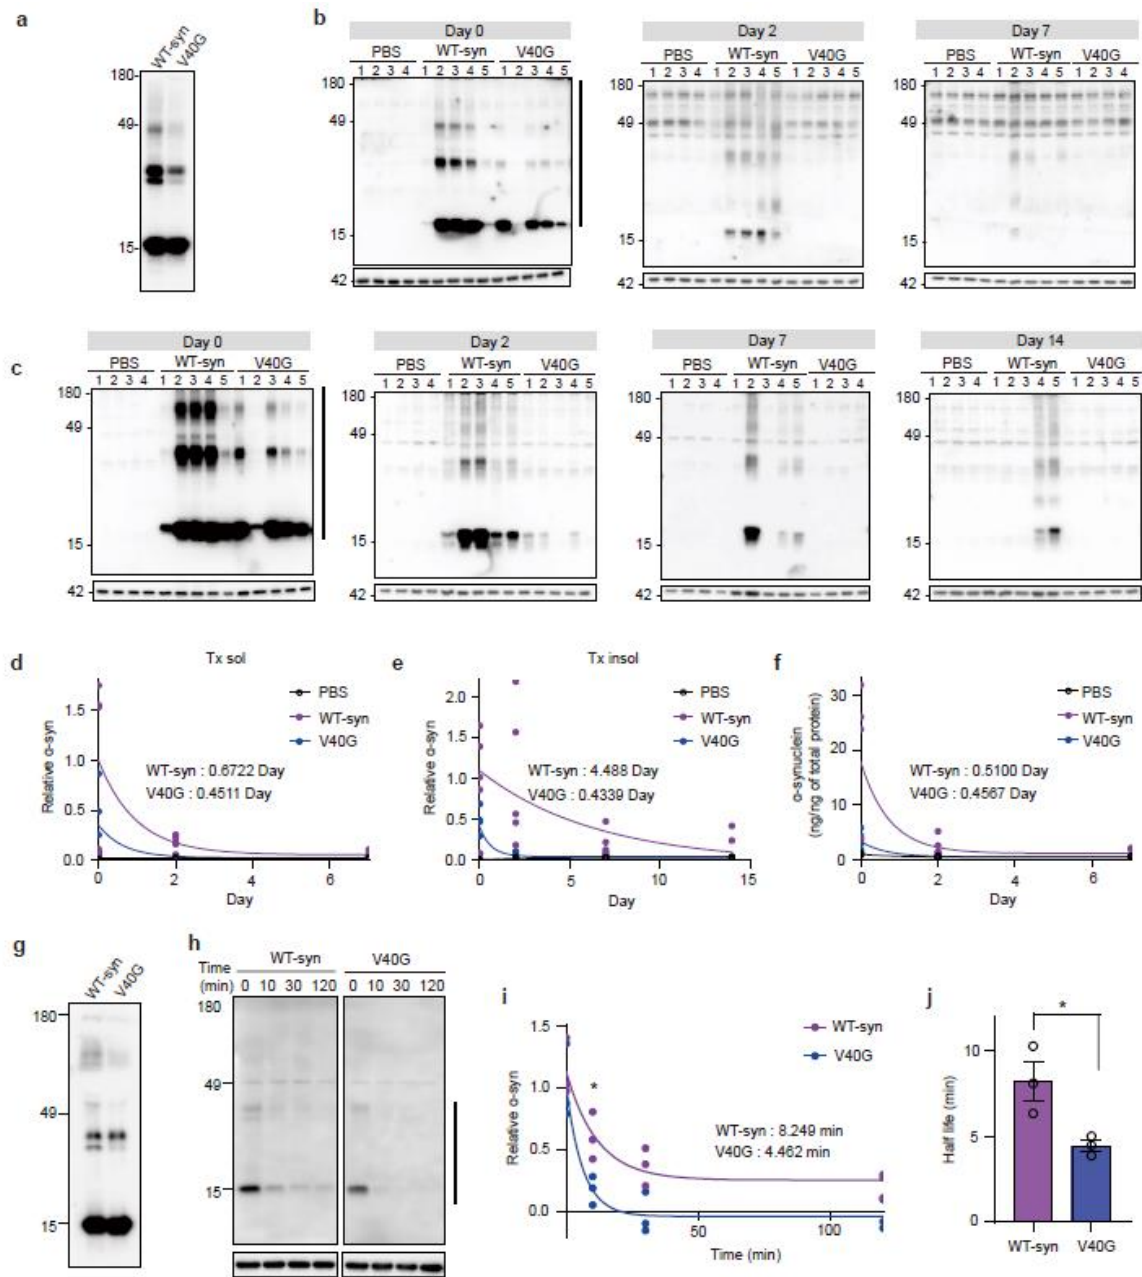 a
WT-syn V40G
180
49
15
b
Day 0
PBS WT-syn V40G
1 2 3 4 1 2 3 4 5 1 2 3 4 5
180
49
15
42
Day 2
PBS WT-syn V40G
1 2 3 4 1 2 3 4 5 1 2 3 4 5
180
49
15
42
Day 7
PBS WT-syn V40G
1 2 3 4 1 2 3 4 5 1 2 3 4 5
180
49
15
42
c
Day 0
PBS WT-syn V40G
1 2 3 4 1 2 3 4 5 1 2 3 4 5
180
49
15
42
Day 2
PBS WT-syn V40G
1 2 3 4 1 2 3 4 5 1 2 3 4 5
180
49
15
42
Day 7
PBS WT-syn V40G
1 2 3 4 1 2 3 4 5 1 2 3 4 5
180
49
15
42
Day 14
PBS WT-syn V40G
1 2 3 4 1 2 3 4 5 1 2 3 4 5
180
49
15
42
d
Tx sol
Relative α-syn
1.5
1.0
0.5
0.0
0 2 4 6
Day
PBS
WT-syn
V40G
WT-syn : 0.6722 Day
V40G : 0.4511 Day
e
Tx insol
Relative α-syn
2.0
1.5
1.0
0.5
0.0
0 5 10 15
Day
PBS
WT-syn
V40G
WT-syn : 4.488 Day
V40G : 0.4339 Day
f
α-synuclein
(ng/ng of total protein)
30
20
10
0
0 2 4 6
Day
PBS
WT-syn
V40G
WT-syn : 0.5100 Day
V40G : 0.4567 Day
g
WT-syn V40G
180
49
15
h
Time
(min)
WT-syn V40G
0 10 30 120 0 10 30 120
180
49
15
i
Relative α-syn
1.5
1.0
0.5
0.0
50 100
Time (min)
*
WT-syn
V40G
WT-syn : 8.249 min
V40G : 4.462 min
j
*
Half life (min)
10
5
0
WT-syn V40G